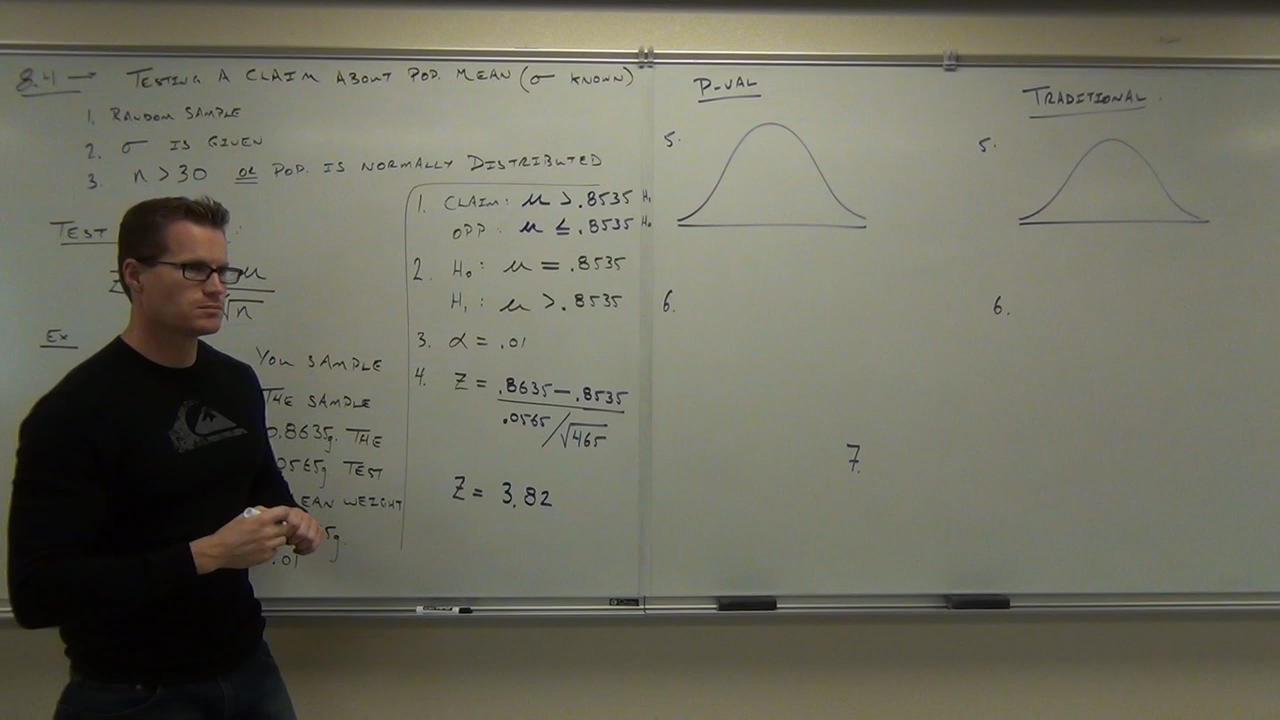 8.4 → TESTING A CLAIM ABOUT POP. MEAN (σ KNOWN)
1. RANDOM SAMPLE
2. σ IS GIVEN
3. n > 30 OR POP. IS NORMALLY DISTRIBUTED
TEST
μ
√n
EX
YOU SAMPLE
THE SAMPLE
0.8635g. THE
.0565g TEST
MEAN WEIGHT
5g.
.01
1. CLAIM: μ > .8535 H₁
OPP: μ ≤ .8535 H₀
2. H₀: μ = .8535
H₁: μ > .8535
3. α = .01
4. Z = .8635 − .8535
.0565/√465
Z = 3.82
P-VAL
5.
6.
TRADITIONAL
5.
6.
7.